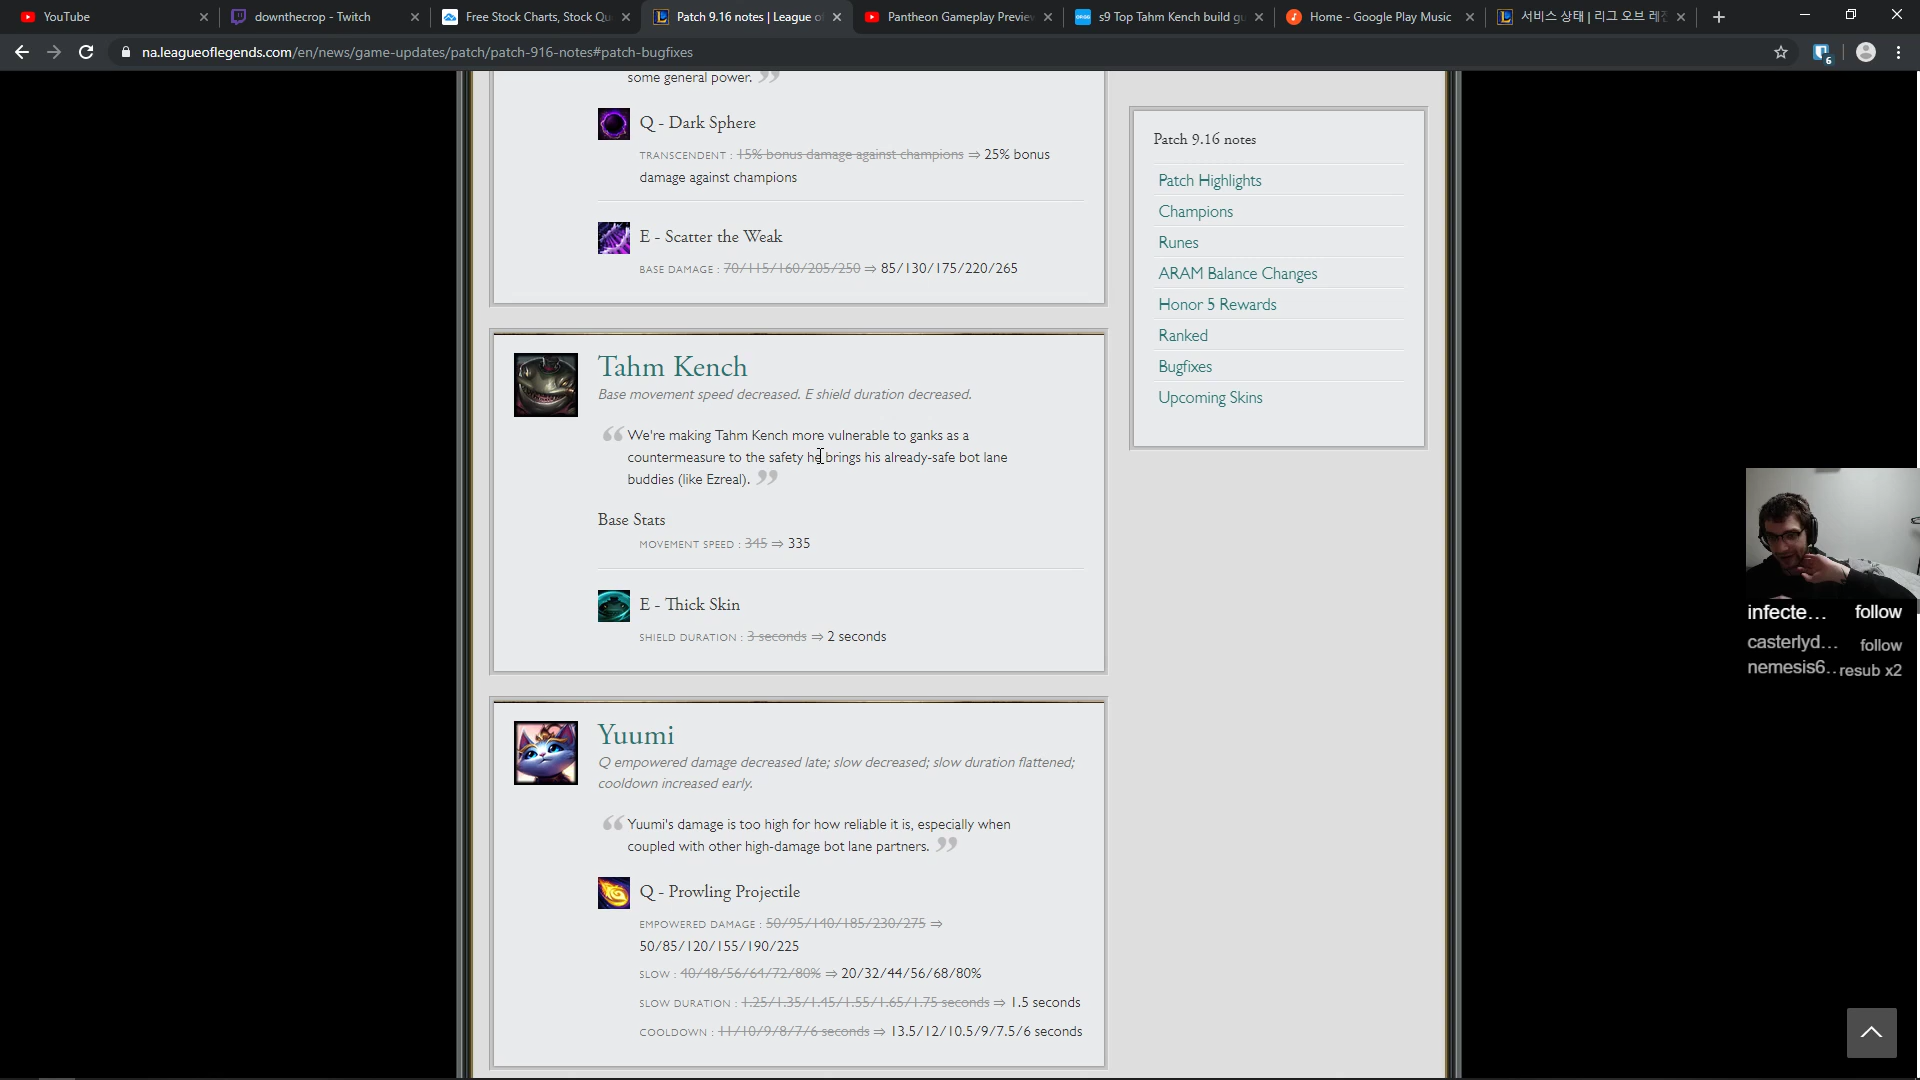 YouTube
downthecrop - Twitch
Free Stock Charts, Stock Qu
Patch 9.16 notes | League o
Pantheon Gameplay Preview
s9 Top Tahm Kench build gu
Home - Google Play Music
서비스 상태 | 리그 오브 레전
na.leagueoflegends.com/en/news/game-updates/patch/patch-916-notes#patch-bugfixes
6
some general power. ”
Q - Dark Sphere
TRANSCENDENT : 15% bonus damage against champions ⇒ 25% bonus
damage against champions
E - Scatter the Weak
BASE DAMAGE : 70/115/160/205/250 ⇒ 85/130/175/220/265
Tahm Kench
Base movement speed decreased. E shield duration decreased.
“ We're making Tahm Kench more vulnerable to ganks as a
countermeasure to the safety he brings his already-safe bot lane
buddies (like Ezreal). ”
Base Stats
MOVEMENT SPEED : 345 ⇒ 335
E - Thick Skin
SHIELD DURATION : 3 seconds ⇒ 2 seconds
Yuumi
Q empowered damage decreased late; slow decreased; slow duration flattened;
cooldown increased early.
“ Yuumi's damage is too high for how reliable it is, especially when
coupled with other high-damage bot lane partners. ”
Q - Prowling Projectile
EMPOWERED DAMAGE : 50/95/140/185/230/275 ⇒
50/85/120/155/190/225
SLOW : 40/48/56/64/72/80% ⇒ 20/32/44/56/68/80%
SLOW DURATION : 1.25/1.35/1.45/1.55/1.65/1.75 seconds ⇒ 1.5 seconds
COOLDOWN : 11/10/9/8/7/6 seconds ⇒ 13.5/12/10.5/9/7.5/6 seconds
Patch 9.16 notes
Patch Highlights
Champions
Runes
ARAM Balance Changes
Honor 5 Rewards
Ranked
Bugfixes
Upcoming Skins
infecte... follow
casterlyd... follow
nemesis6.. resub x2